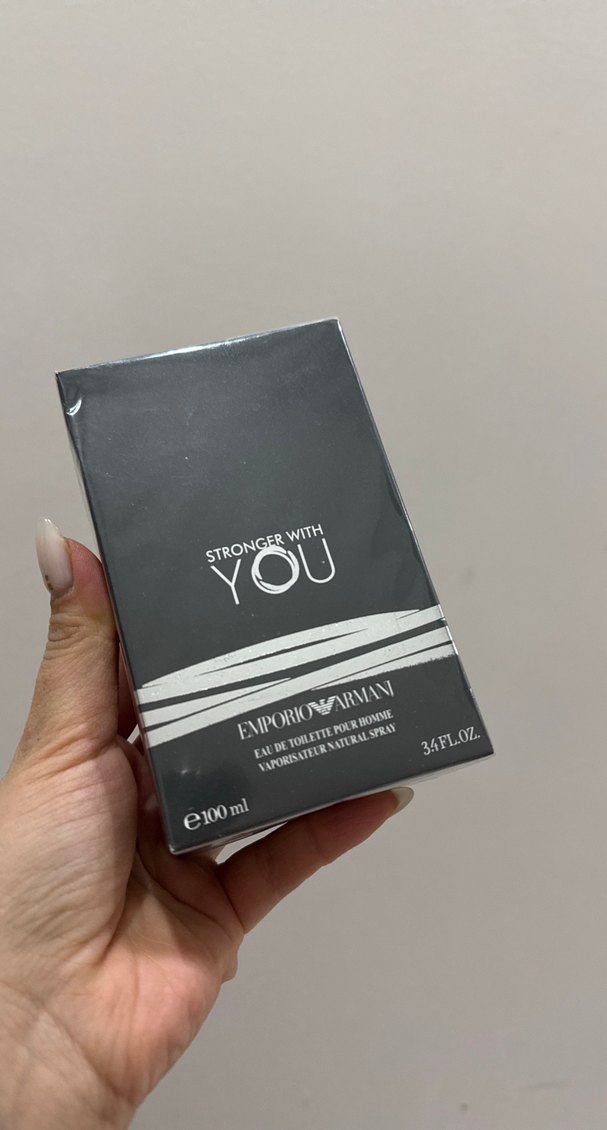 STRONGER WITH
YOU
EMPORIO ARMANI
EAU DE TOILETTE POUR HOMME
VAPORISATEUR NATURAL SPRAY
3.4 FL.OZ.
e 100 ml